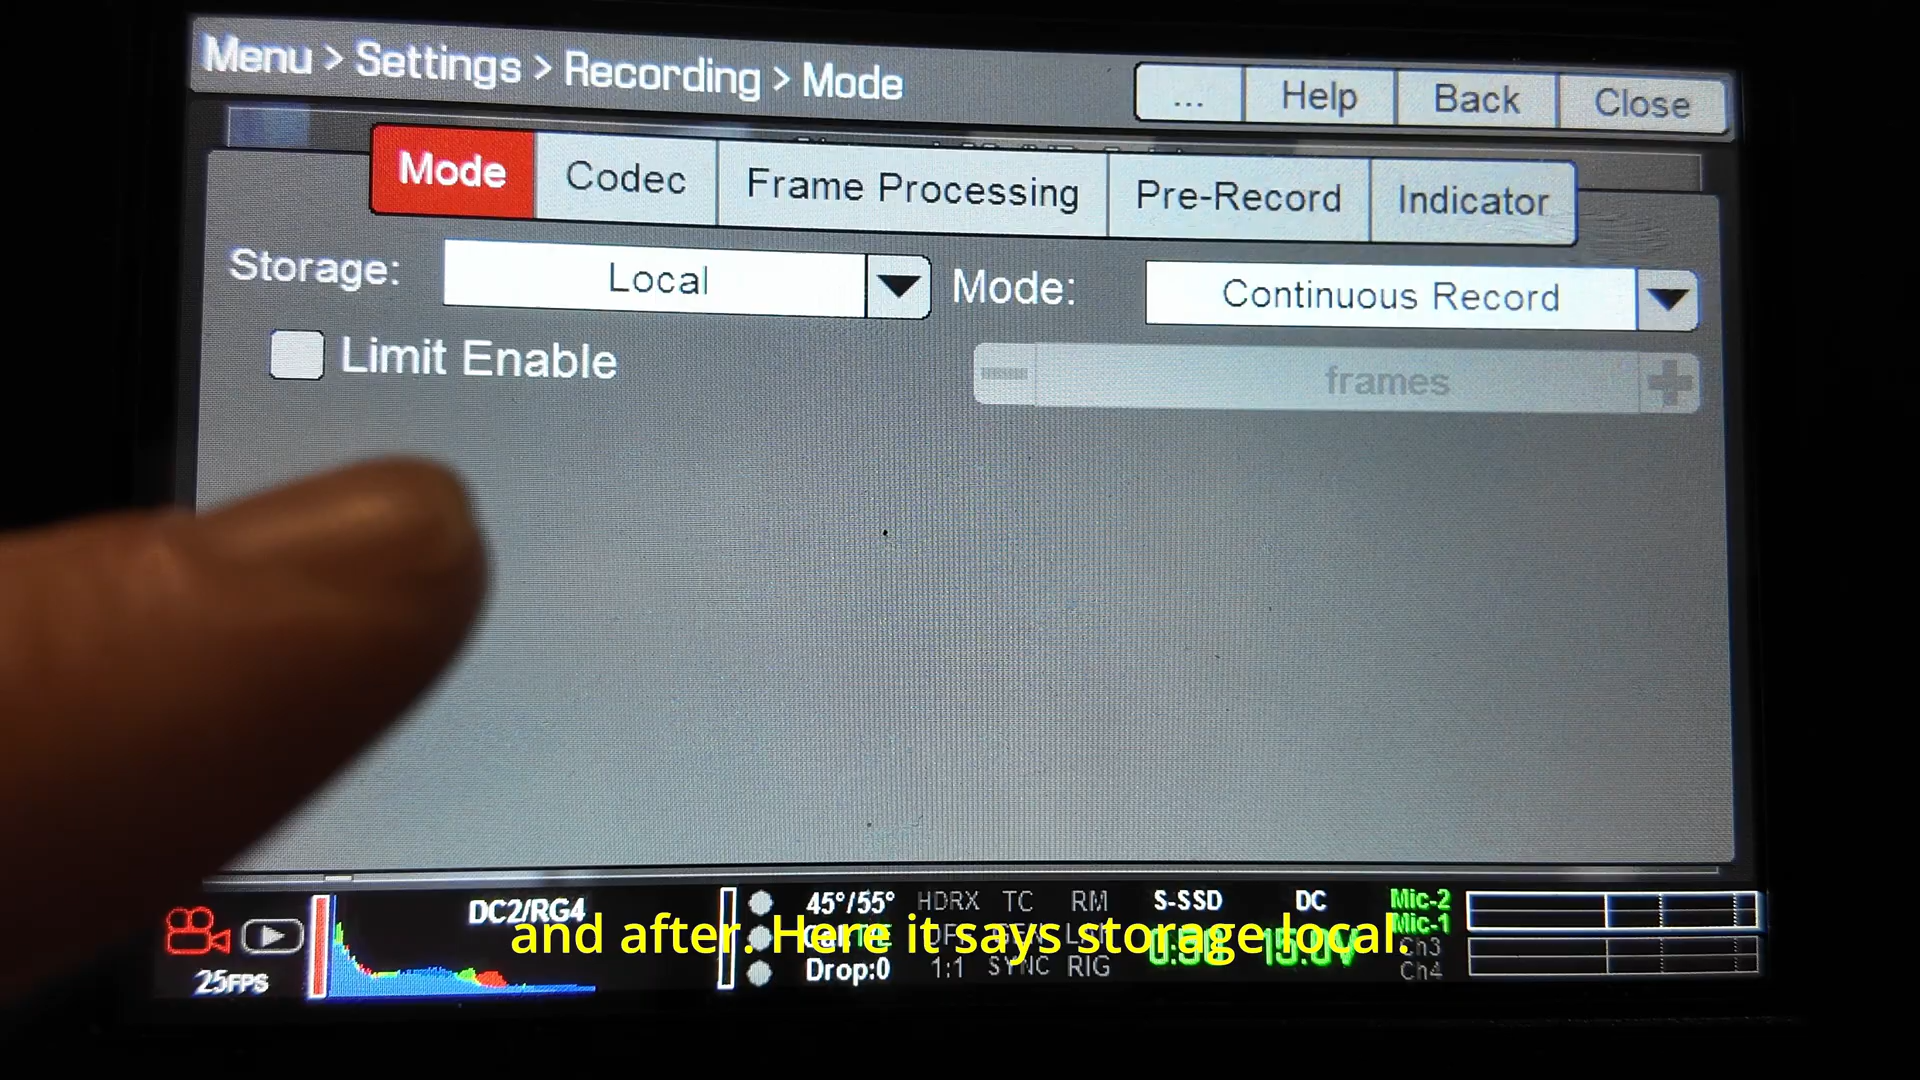 Menu > Settings > Recording > Mode
... Help Back Close
Mode Codec Frame Processing Pre-Record Indicator
Storage: Local Mode: Continuous Record
Limit Enable frames
DC2/RG4 45°/55° HDRX TC RM S-SSD DC Mic-2
Mic-1
and after. Here it says storage local.
Ch3
25FPS Drop:0 1:1 SYNC RIG Ch4